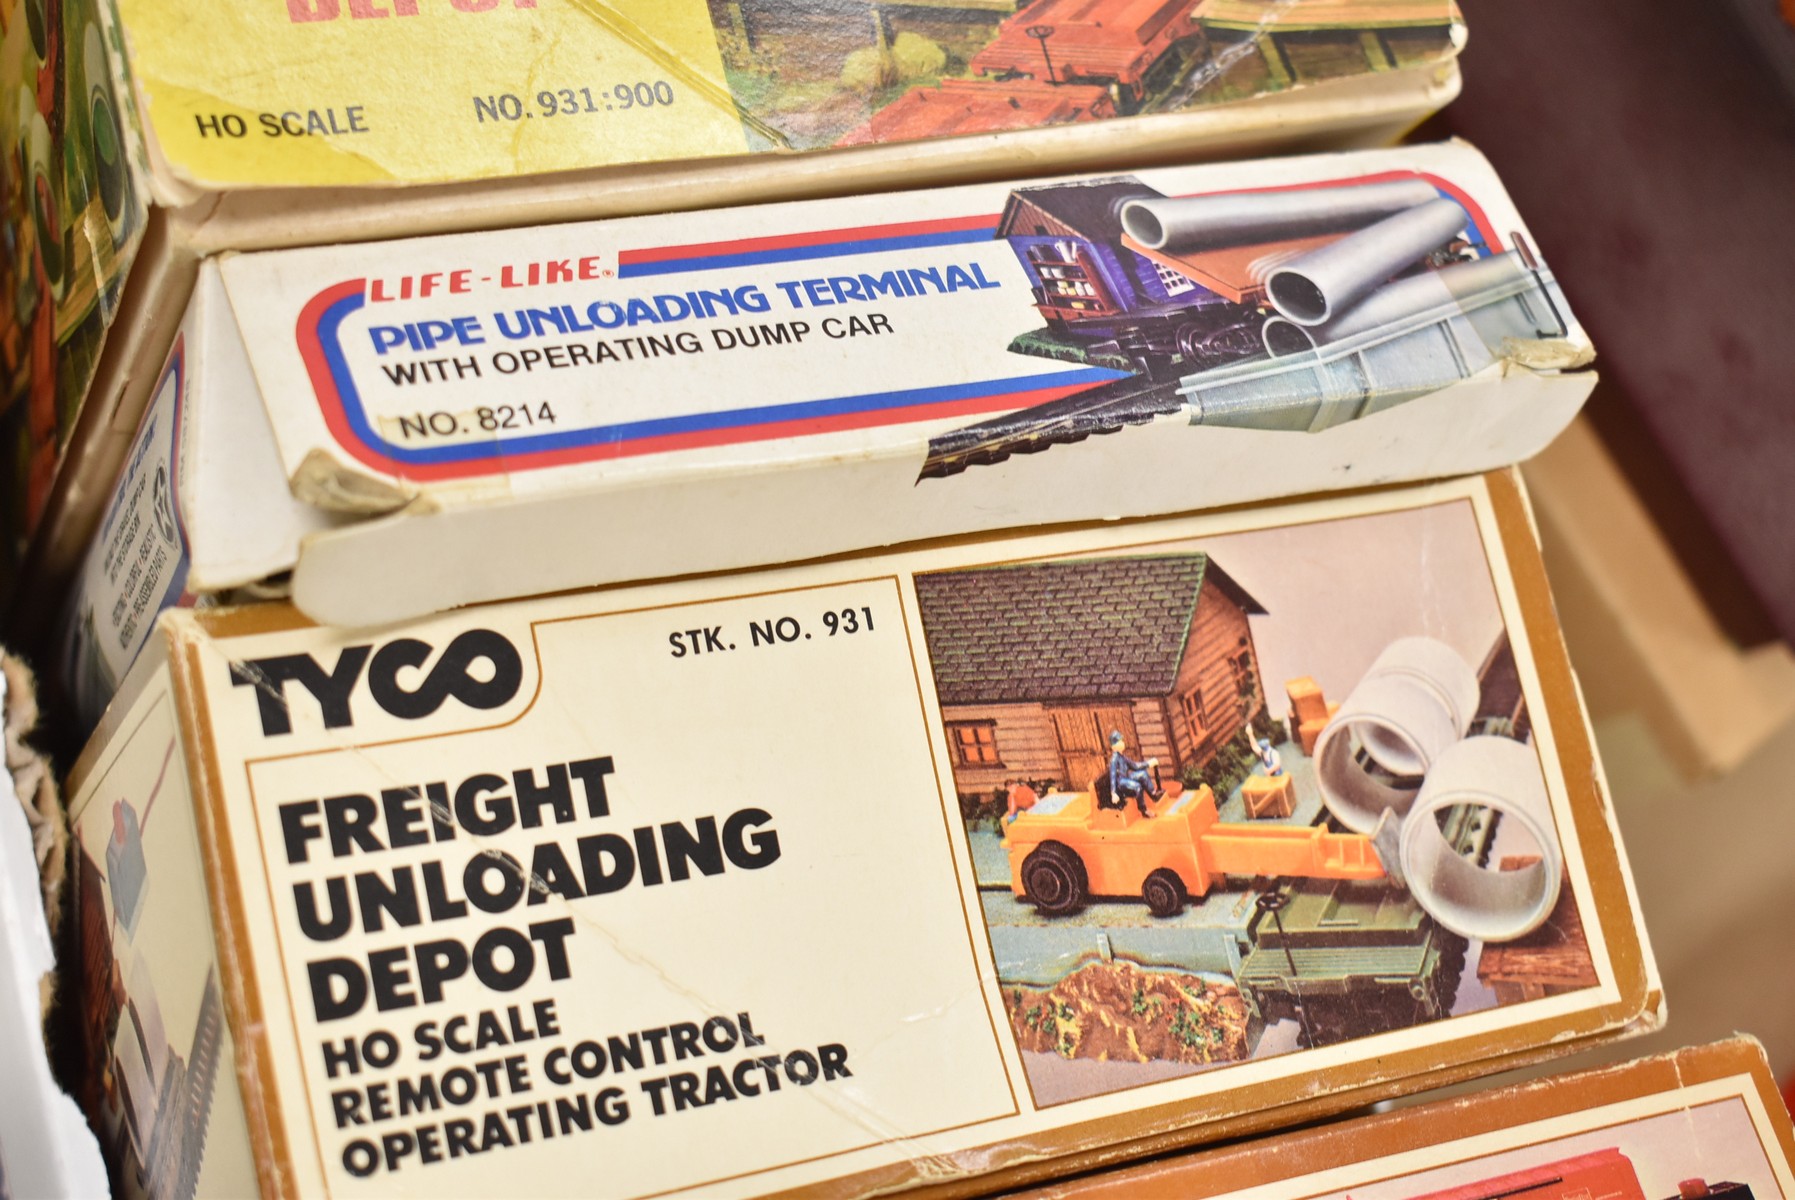 DEPOT
HO SCALE NO. 931:900
LIFE-LIKE®
PIPE UNLOADING TERMINAL
WITH OPERATING DUMP CAR
NO. 8214
TYCO
STK. NO. 931
FREIGHT
UNLOADING
DEPOT
HO SCALE
REMOTE CONTROL
OPERATING TRACTOR